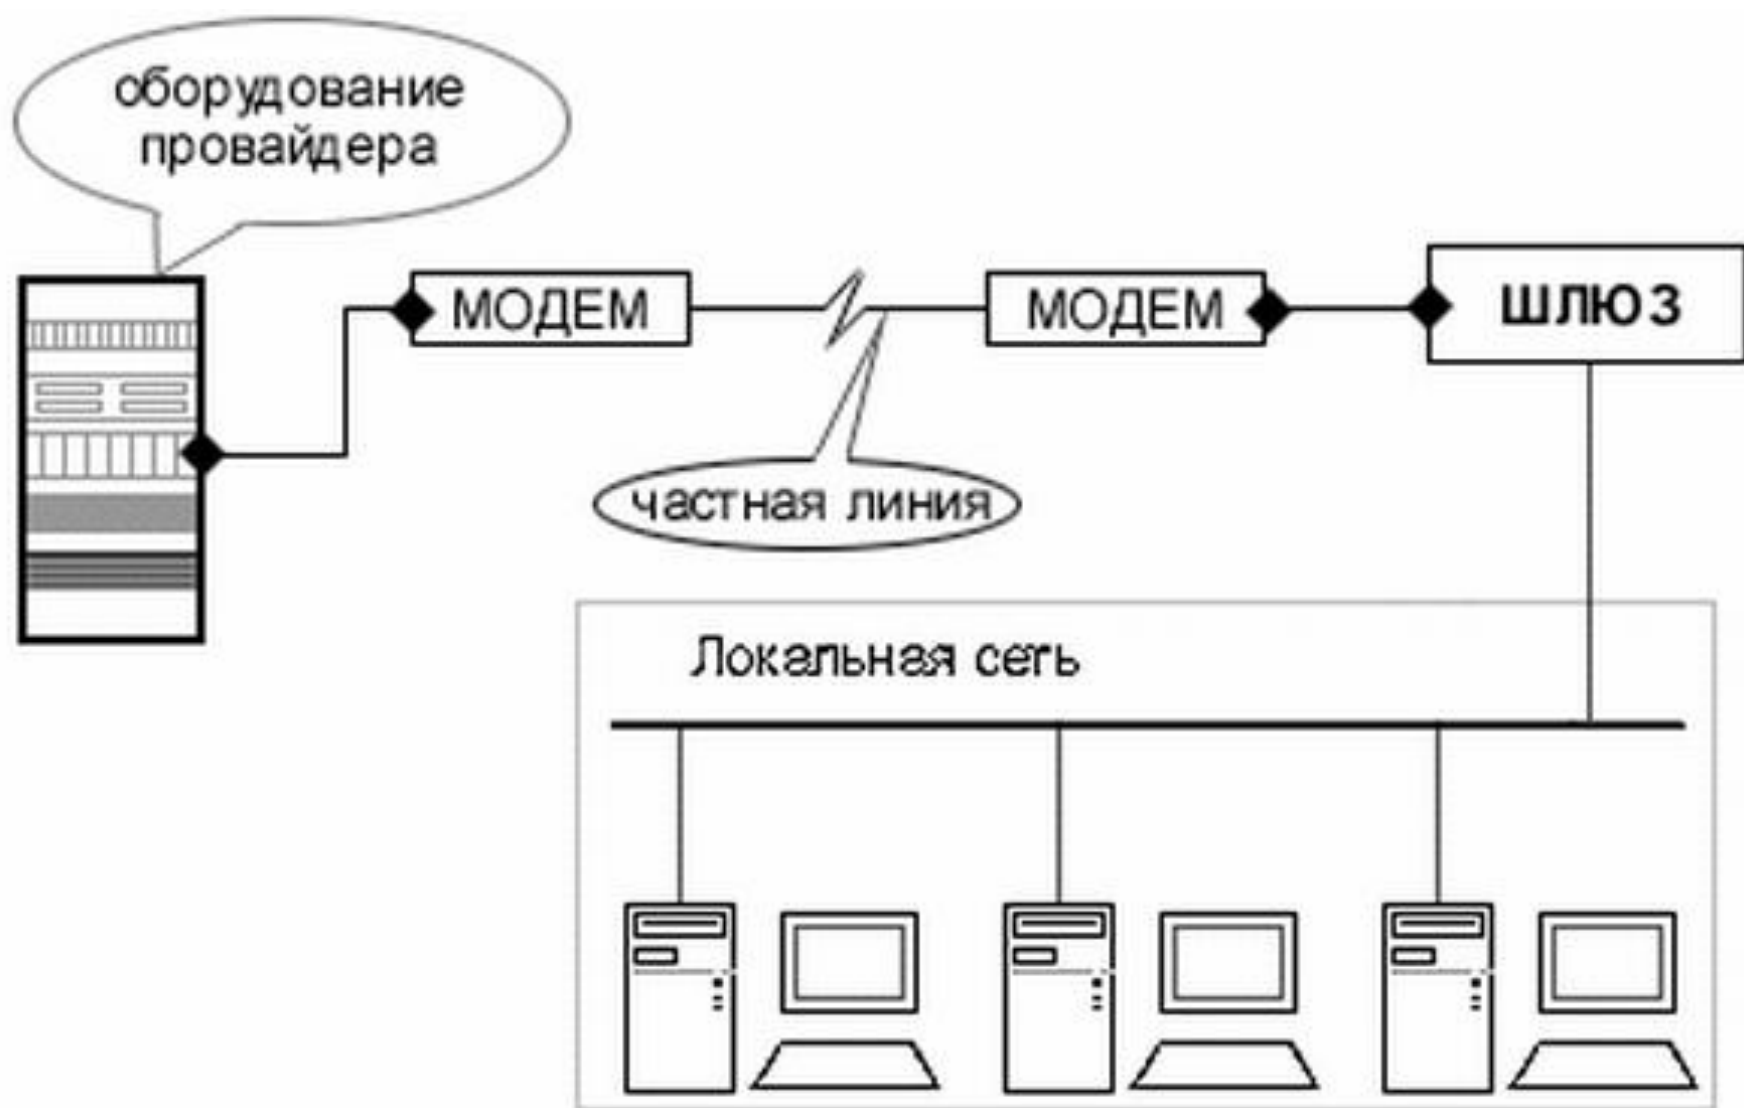 оборудование
провайдера
МОДЕМ
МОДЕМ
ШЛЮЗ
частная линия
Локальная сеть